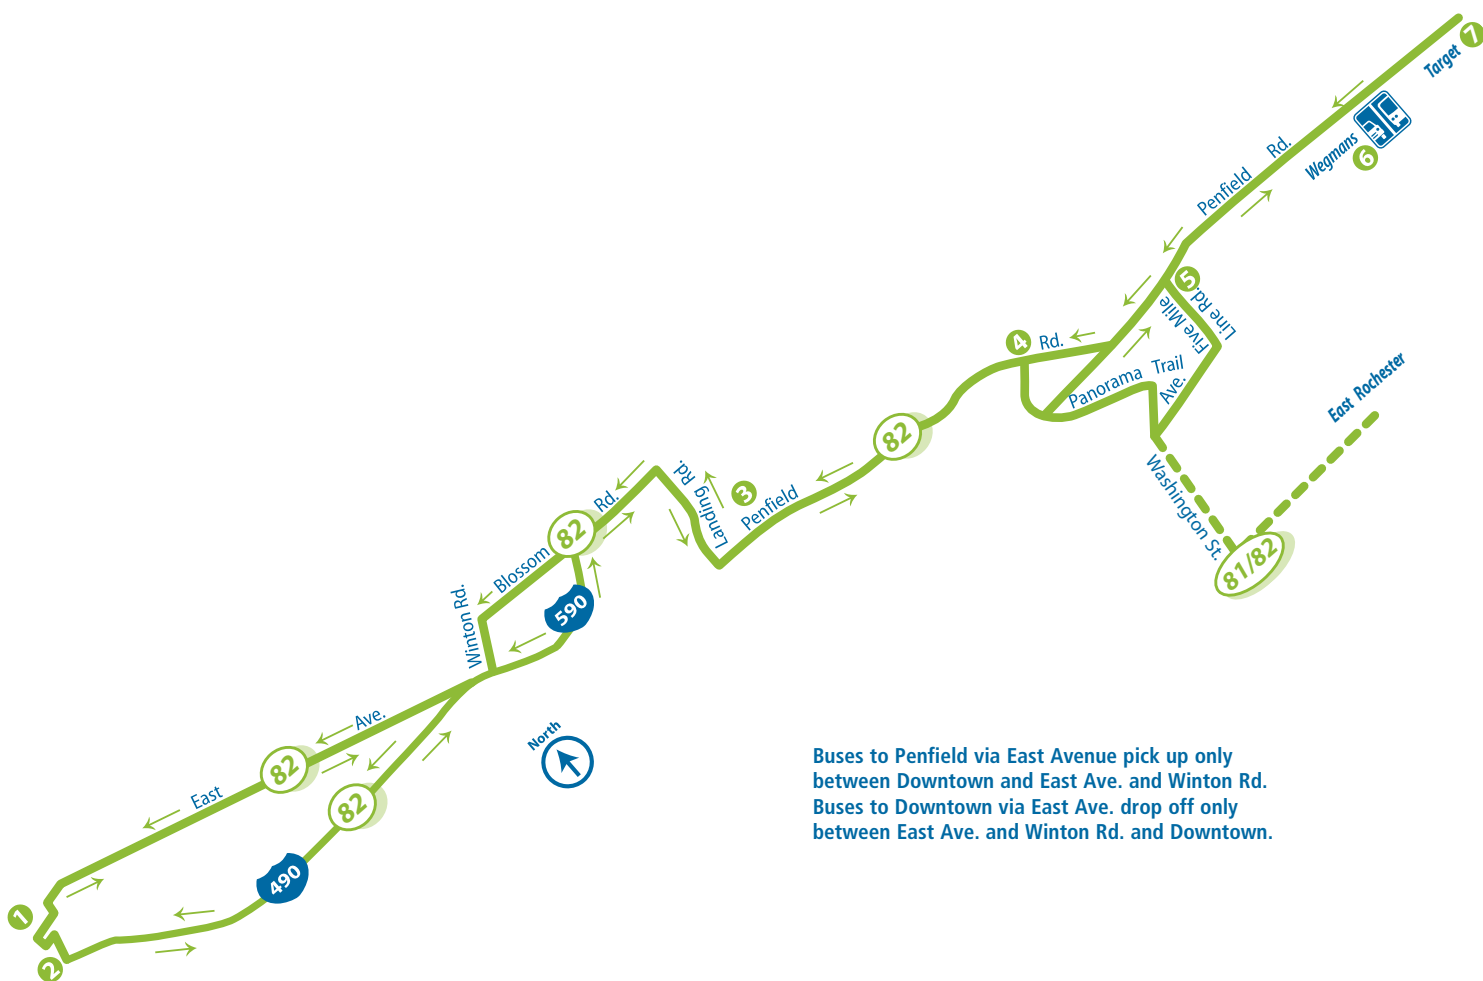 7
Target
Wegmans
6
Penfield Rd.
5
Five Mile
Line Rd.
4
Rd.
Panorama Trail
Ave.
East Rochester
82
Washington St.
81/82
Landing Rd.
3
Penfield
Rd.
82
Blossom
590
Winton Rd.
Ave.
82
East
82
490
North
1
2
Buses to Penfield via East Avenue pick up only
between Downtown and East Ave. and Winton Rd.
Buses to Downtown via East Ave. drop off only
between East Ave. and Winton Rd. and Downtown.